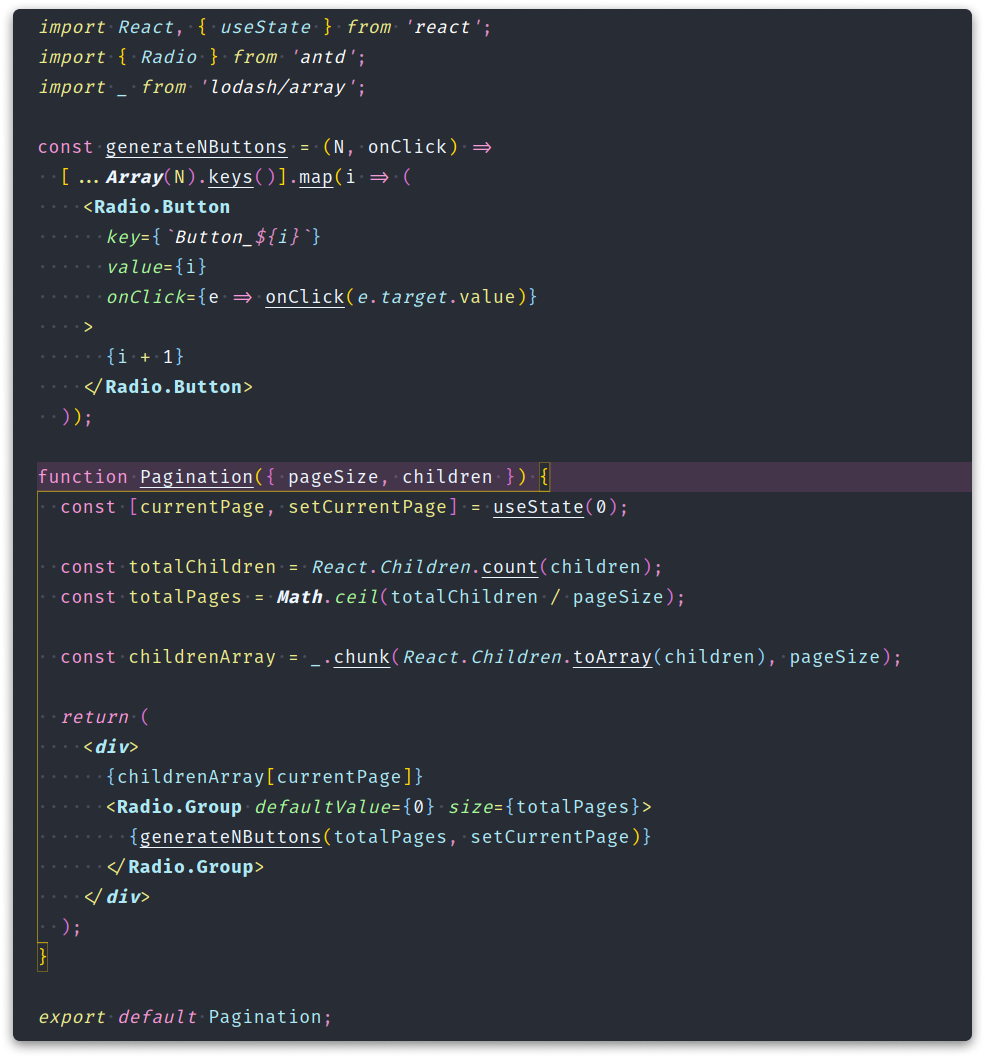 import React, { useState } from 'react';
import { Radio } from 'antd';
import _ from 'lodash/array';

const generateNButtons = (N, onClick) =>
  [...Array(N).keys()].map(i => (
    <Radio.Button
      key={`Button_${i}`}
      value={i}
      onClick={e => onClick(e.target.value)}
    >
      {i + 1}
    </Radio.Button>
  ));

function Pagination({ pageSize, children }) {
  const [currentPage, setCurrentPage] = useState(0);

  const totalChildren = React.Children.count(children);
  const totalPages = Math.ceil(totalChildren / pageSize);

  const childrenArray = _.chunk(React.Children.toArray(children), pageSize);

  return (
    <div>
      {childrenArray[currentPage]}
      <Radio.Group defaultValue={0} size={totalPages}>
        {generateNButtons(totalPages, setCurrentPage)}
      </Radio.Group>
    </div>
  );
}

export default Pagination;